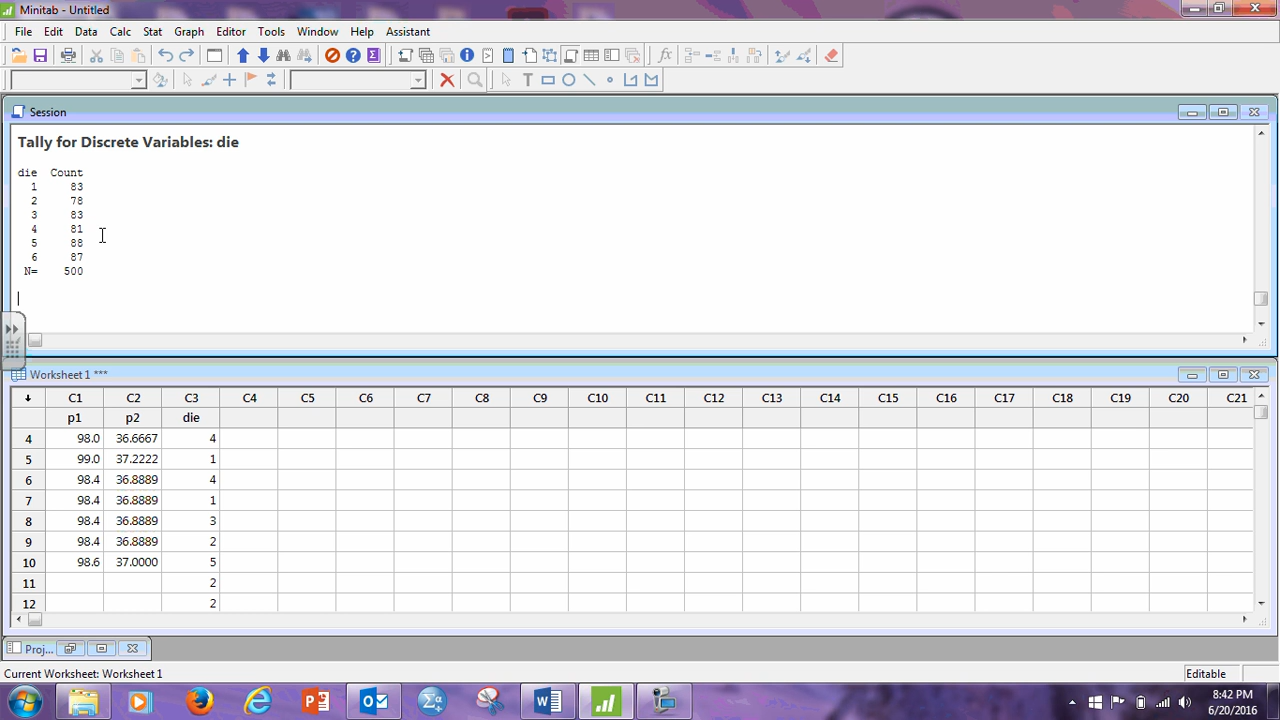 Minitab - Untitled
File Edit Data Calc Stat Graph Editor Tools Window Help Assistant
Session
Tally for Discrete Variables: die
die Count
1 83
2 78
3 83
4 81
5 88
6 87
N= 500
Worksheet 1 ***
C1 C2 C3 C4 C5 C6 C7 C8 C9 C10 C11 C12 C13 C14 C15 C16 C17 C18 C19 C20 C21
p1 p2 die
4 98.0 36.6667 4
5 99.0 37.2222 1
6 98.4 36.8889 4
7 98.4 36.8889 1
8 98.4 36.8889 3
9 98.4 36.8889 2
10 98.6 37.0000 5
11 2
12 2
Proj...
Current Worksheet: Worksheet 1 Editable
8:42 PM
6/20/2016